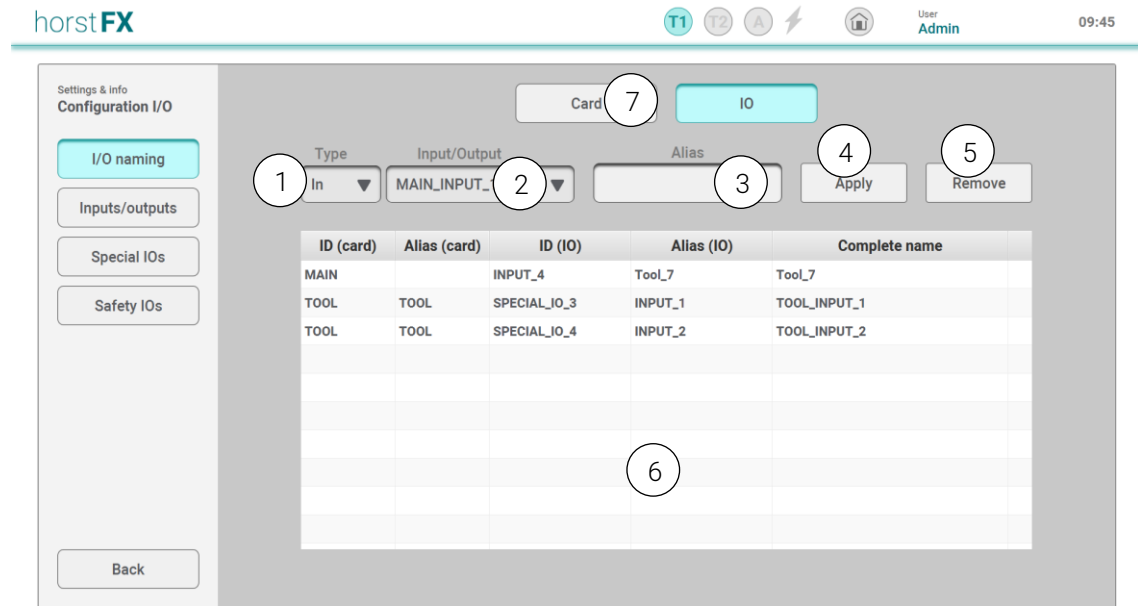 horstFX T1 T2 A User 09:45
Admin
Settings & info
Configuration I/O
Card 7 IO
I/O naming
Type Input/Output Alias 4 5
1 In MAIN_INPUT_1 2 3 Apply Remove
Inputs/outputs
ID (card) Alias (card) ID (IO) Alias (IO) Complete name
Special IOs
MAIN INPUT_4 Tool_7 Tool_7
Safety IOs
TOOL TOOL SPECIAL_IO_3 INPUT_1 TOOL_INPUT_1
TOOL TOOL SPECIAL_IO_4 INPUT_2 TOOL_INPUT_2
6
Back